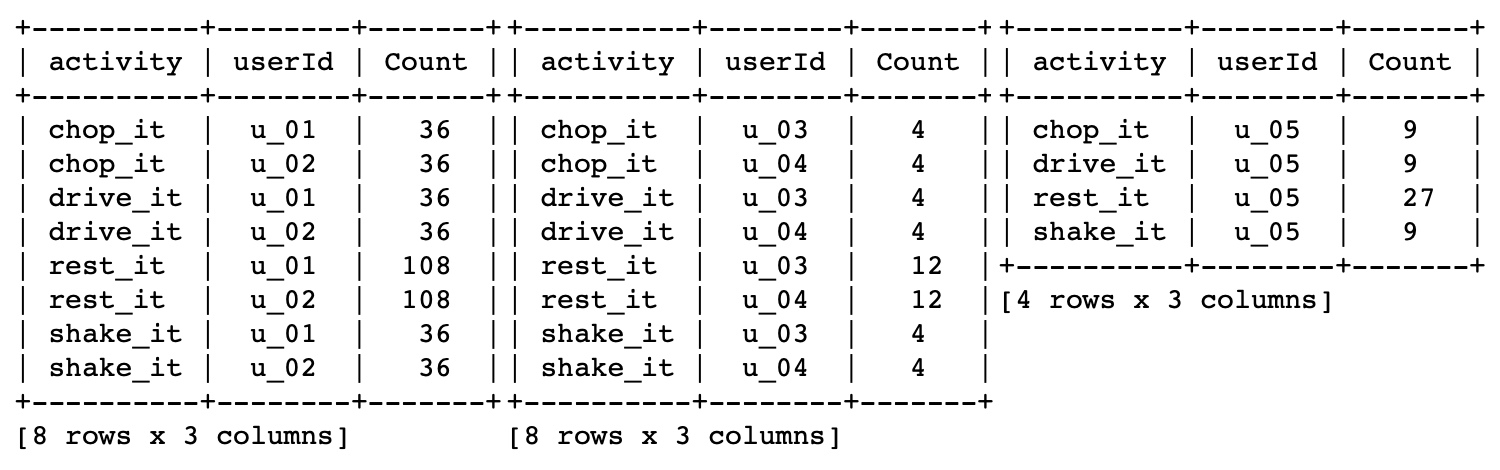 +----------+--------+-------+ +----------+--------+-------+ +----------+--------+-------+
| activity | userId | Count | | activity | userId | Count | | activity | userId | Count |
+----------+--------+-------+ +----------+--------+-------+ +----------+--------+-------+
| chop_it | u_01 | 36 | | chop_it | u_03 | 4 | | chop_it | u_05 | 9 |
| chop_it | u_02 | 36 | | chop_it | u_04 | 4 | | drive_it | u_05 | 9 |
| drive_it | u_01 | 36 | | drive_it | u_03 | 4 | | rest_it | u_05 | 27 |
| drive_it | u_02 | 36 | | drive_it | u_04 | 4 | | shake_it | u_05 | 9 |
| rest_it | u_01 | 108 | | rest_it | u_03 | 12 | +----------+--------+-------+
| rest_it | u_02 | 108 | | rest_it | u_04 | 12 | [4 rows x 3 columns]
| shake_it | u_01 | 36 | | shake_it | u_03 | 4 |
| shake_it | u_02 | 36 | | shake_it | u_04 | 4 |
+----------+--------+-------+ +----------+--------+-------+
[8 rows x 3 columns] [8 rows x 3 columns]